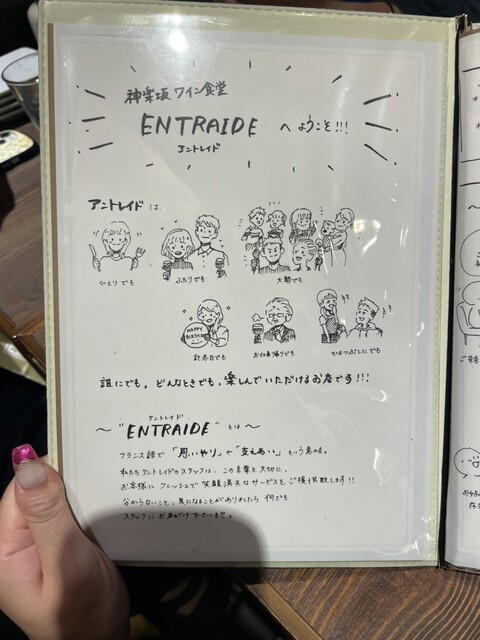 神楽坂ワイン食堂
ENTRAIDE へようこそ!!!
アントレイド
アントレイドは、
ひとりでも
ふたりでも
大勢でも
HAPPY BIRTHDAY
記念日でも
お仕事帰りでも
ひまつぶしにでも
誰にでも、どんなときでも、楽しんでいただけるお店です!!!
アントレイド
〜"ENTRAIDE"とは〜
フランス語で「思いやり」や「支えあい」という意味。
私たちアントレイドのスタッフは、この言葉を大切に、
お客様にフレッシュで笑顔満天なサービスをご提供致します!!
分からないこと、気になることがありましたら何でも
スタッフにお声がけ下さいませ。